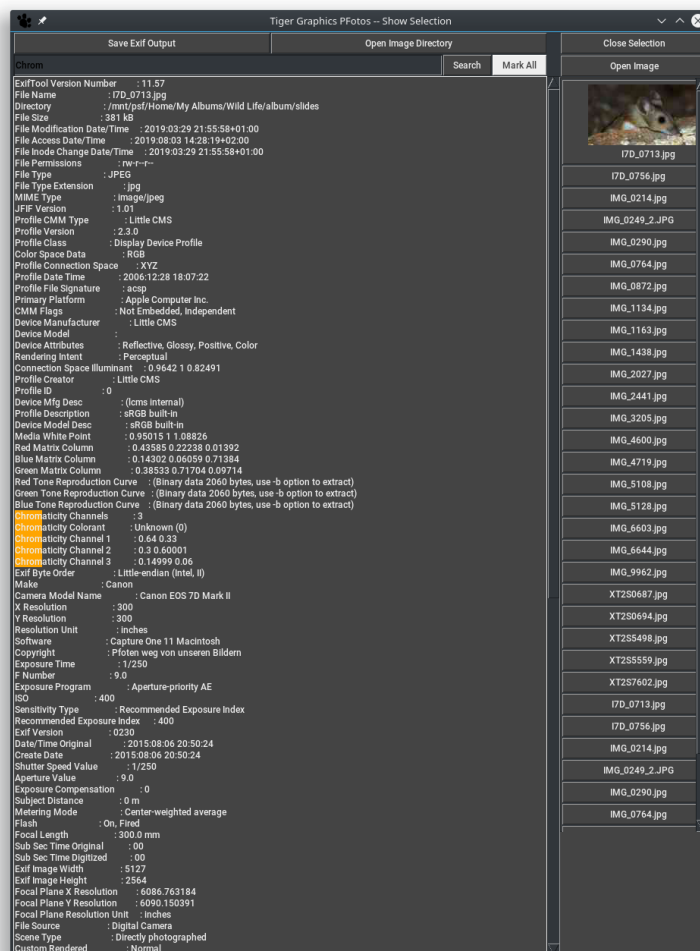 Tiger Graphics PFotos -- Show Selection
Save Exif Output
Open Image Directory
Close Selection
Chrom
Search
Mark All
Open Image
ExifTool Version Number : 11.57
File Name : I7D_0713.jpg
Directory : /mnt/psf/Home/My Albums/Wild Life/album/slides
File Size : 381 kB
File Modification Date/Time : 2019:03:29 21:55:58+01:00
File Access Date/Time : 2019:08:03 14:28:19+02:00
File Inode Change Date/Time : 2019:03:29 21:55:58+01:00
File Permissions : rw-r--r--
File Type : JPEG
File Type Extension : jpg
MIME Type : image/jpeg
JFIF Version : 1.01
Profile CMM Type : Little CMS
Profile Version : 2.3.0
Profile Class : Display Device Profile
Color Space Data : RGB
Profile Connection Space : XYZ
Profile Date Time : 2006:12:28 18:07:22
Profile File Signature : acsp
Primary Platform : Apple Computer Inc.
CMM Flags : Not Embedded, Independent
Device Manufacturer : Little CMS
Device Model :
Device Attributes : Reflective, Glossy, Positive, Color
Rendering Intent : Perceptual
Connection Space Illuminant : 0.9642 1 0.82491
Profile Creator : Little CMS
Profile ID : 0
Device Mfg Desc : (lcms internal)
Profile Description : sRGB built-in
Device Model Desc : sRGB built-in
Media White Point : 0.95015 1 1.08826
Red Matrix Column : 0.43585 0.22238 0.01392
Blue Matrix Column : 0.14302 0.06059 0.71384
Green Matrix Column : 0.38533 0.71704 0.09714
Red Tone Reproduction Curve : (Binary data 2060 bytes, use -b option to extract)
Green Tone Reproduction Curve : (Binary data 2060 bytes, use -b option to extract)
Blue Tone Reproduction Curve : (Binary data 2060 bytes, use -b option to extract)
Chromaticity Channels : 3
Chromaticity Colorant : Unknown (0)
Chromaticity Channel 1 : 0.64 0.33
Chromaticity Channel 2 : 0.3 0.60001
Chromaticity Channel 3 : 0.14999 0.06
Exif Byte Order : Little-endian (Intel, II)
Make : Canon
Camera Model Name : Canon EOS 7D Mark II
X Resolution : 300
Y Resolution : 300
Resolution Unit : inches
Software : Capture One 11 Macintosh
Copyright : Pfoten weg von unseren Bildern
Exposure Time : 1/250
F Number : 9.0
Exposure Program : Aperture-priority AE
ISO : 400
Sensitivity Type : Recommended Exposure Index
Recommended Exposure Index : 400
Exif Version : 0230
Date/Time Original : 2015:08:06 20:50:24
Create Date : 2015:08:06 20:50:24
Shutter Speed Value : 1/250
Aperture Value : 9.0
Exposure Compensation : 0
Subject Distance : 0 m
Metering Mode : Center-weighted average
Flash : On, Fired
Focal Length : 300.0 mm
Sub Sec Time Original : 00
Sub Sec Time Digitized : 00
Exif Image Width : 5127
Exif Image Height : 2564
Focal Plane X Resolution : 6086.763184
Focal Plane Y Resolution : 6090.150391
Focal Plane Resolution Unit : inches
File Source : Digital Camera
Scene Type : Directly photographed
Custom Rendered : Normal
I7D_0713.jpg
I7D_0756.jpg
IMG_0214.jpg
IMG_0249_2.JPG
IMG_0290.jpg
IMG_0764.jpg
IMG_0872.jpg
IMG_1134.jpg
IMG_1163.jpg
IMG_1438.jpg
IMG_2027.jpg
IMG_2441.jpg
IMG_3205.jpg
IMG_4600.jpg
IMG_4719.jpg
IMG_5108.jpg
IMG_5128.jpg
IMG_6603.jpg
IMG_6644.jpg
IMG_9962.jpg
XT2S0687.jpg
XT2S0694.jpg
XT2S5498.jpg
XT2S5559.jpg
XT2S7602.jpg
I7D_0713.jpg
I7D_0756.jpg
IMG_0214.jpg
IMG_0249_2.JPG
IMG_0290.jpg
IMG_0764.jpg